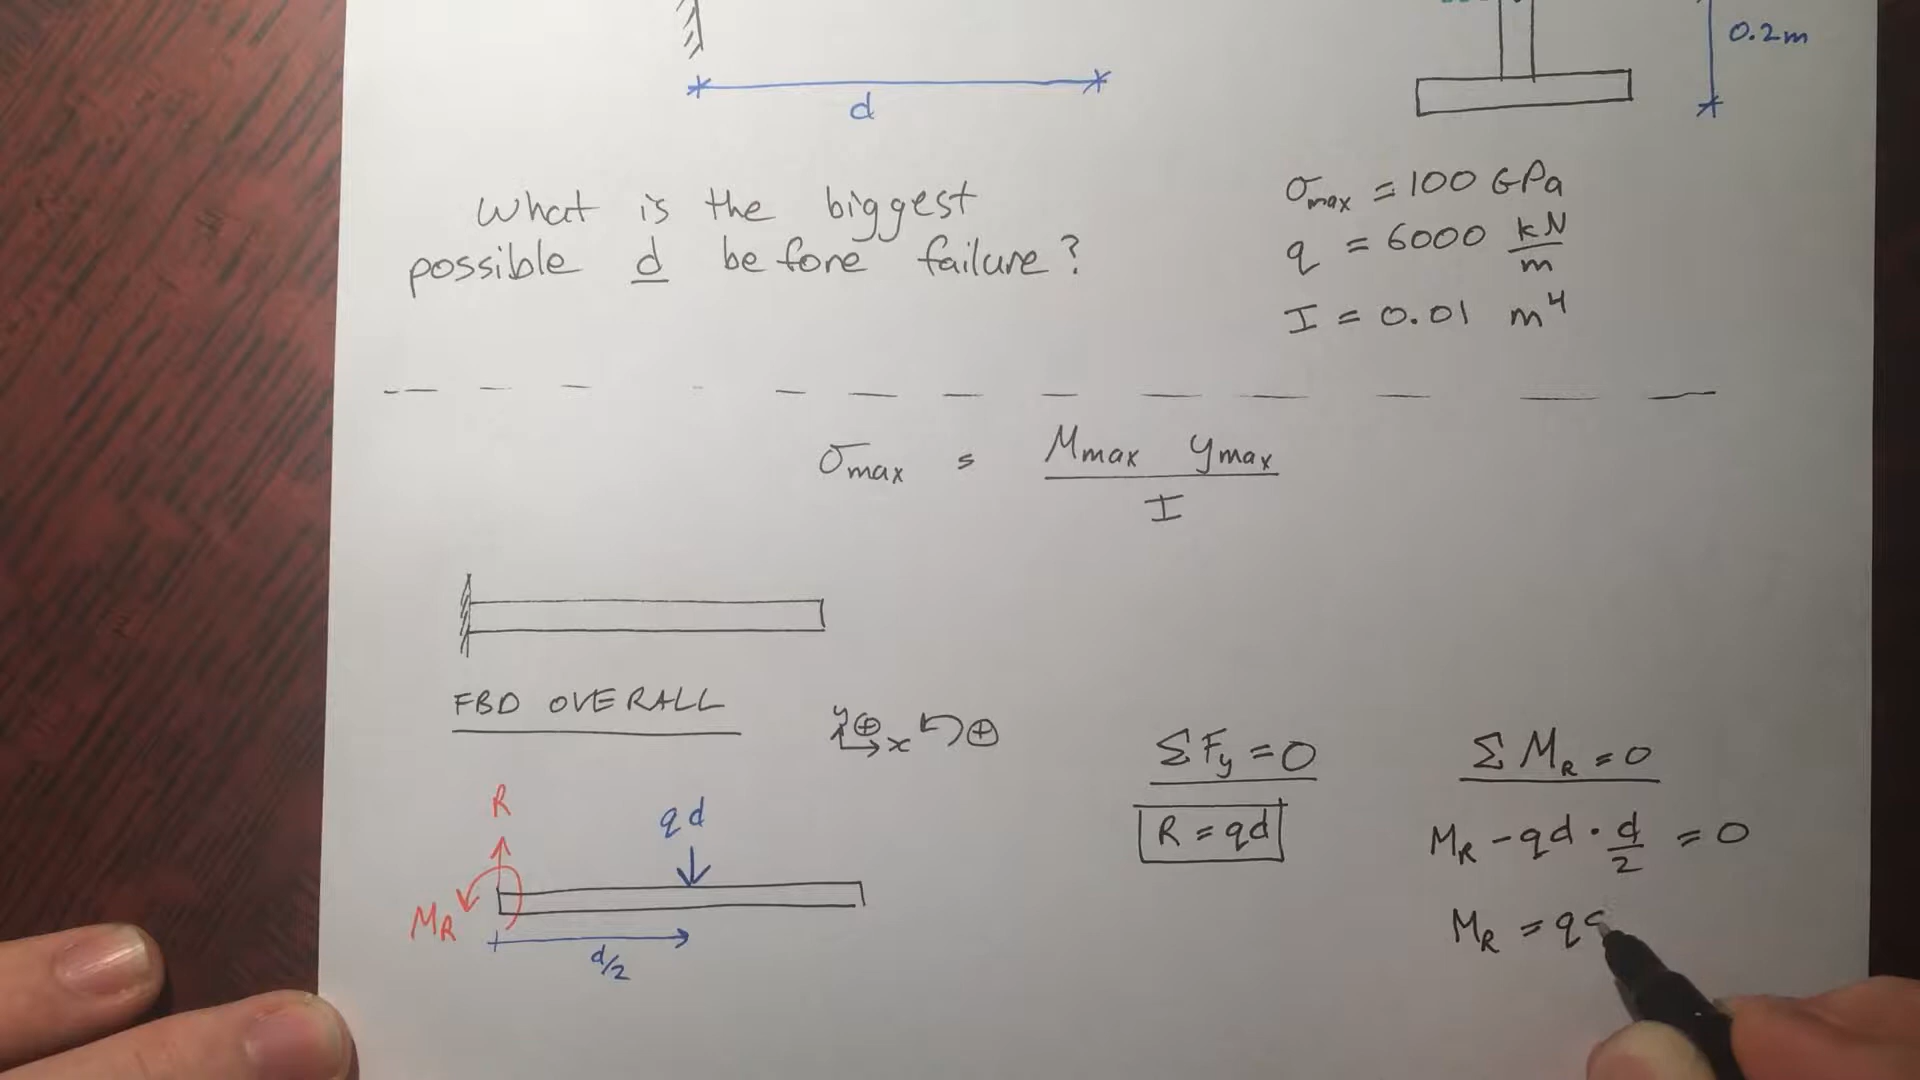 0.2m
d
What is the biggest
possible d before failure?
σmax = 100 GPa
q = 6000 kN/m
I = 0.01 m⁴
σmax = Mmax ymax / I
FBD OVERALL
y ⊕ x ⊕
ΣFy = 0
ΣMR = 0
R
qd
R = qd
MR - qd · d/2 = 0
MR
MR = qd
d/2